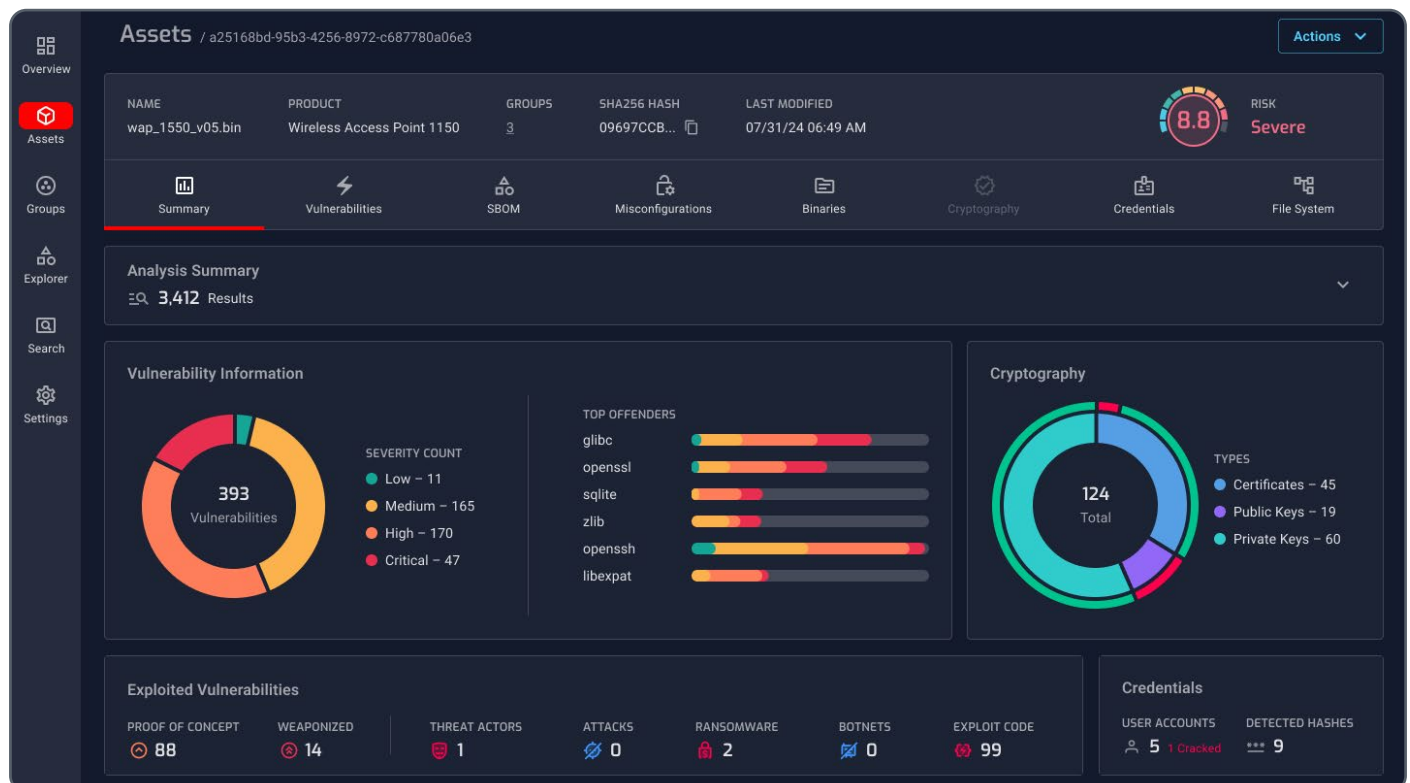 Overview
Assets
Groups
Explorer
Search
Settings
Assets / a25168bd-95b3-4256-8972-c687780a06e3
Actions
NAME
wap_1550_v05.bin
PRODUCT
Wireless Access Point 1150
GROUPS
3
SHA256 HASH
09697CCB...
LAST MODIFIED
07/31/24 06:49 AM
8.8
RISK
Severe
Summary
Vulnerabilities
SBOM
Misconfigurations
Binaries
Cryptography
Credentials
File System
Analysis Summary
3,412 Results
Vulnerability Information
393
Vulnerabilities
SEVERITY COUNT
Low – 11
Medium – 165
High – 170
Critical – 47
TOP OFFENDERS
glibc
openssl
sqlite
zlib
openssh
libexpat
Cryptography
124
Total
TYPES
Certificates – 45
Public Keys – 19
Private Keys – 60
Exploited Vulnerabilities
PROOF OF CONCEPT
88
WEAPONIZED
14
THREAT ACTORS
1
ATTACKS
0
RANSOMWARE
2
BOTNETS
0
EXPLOIT CODE
99
Credentials
USER ACCOUNTS
5 1 Cracked
DETECTED HASHES
9